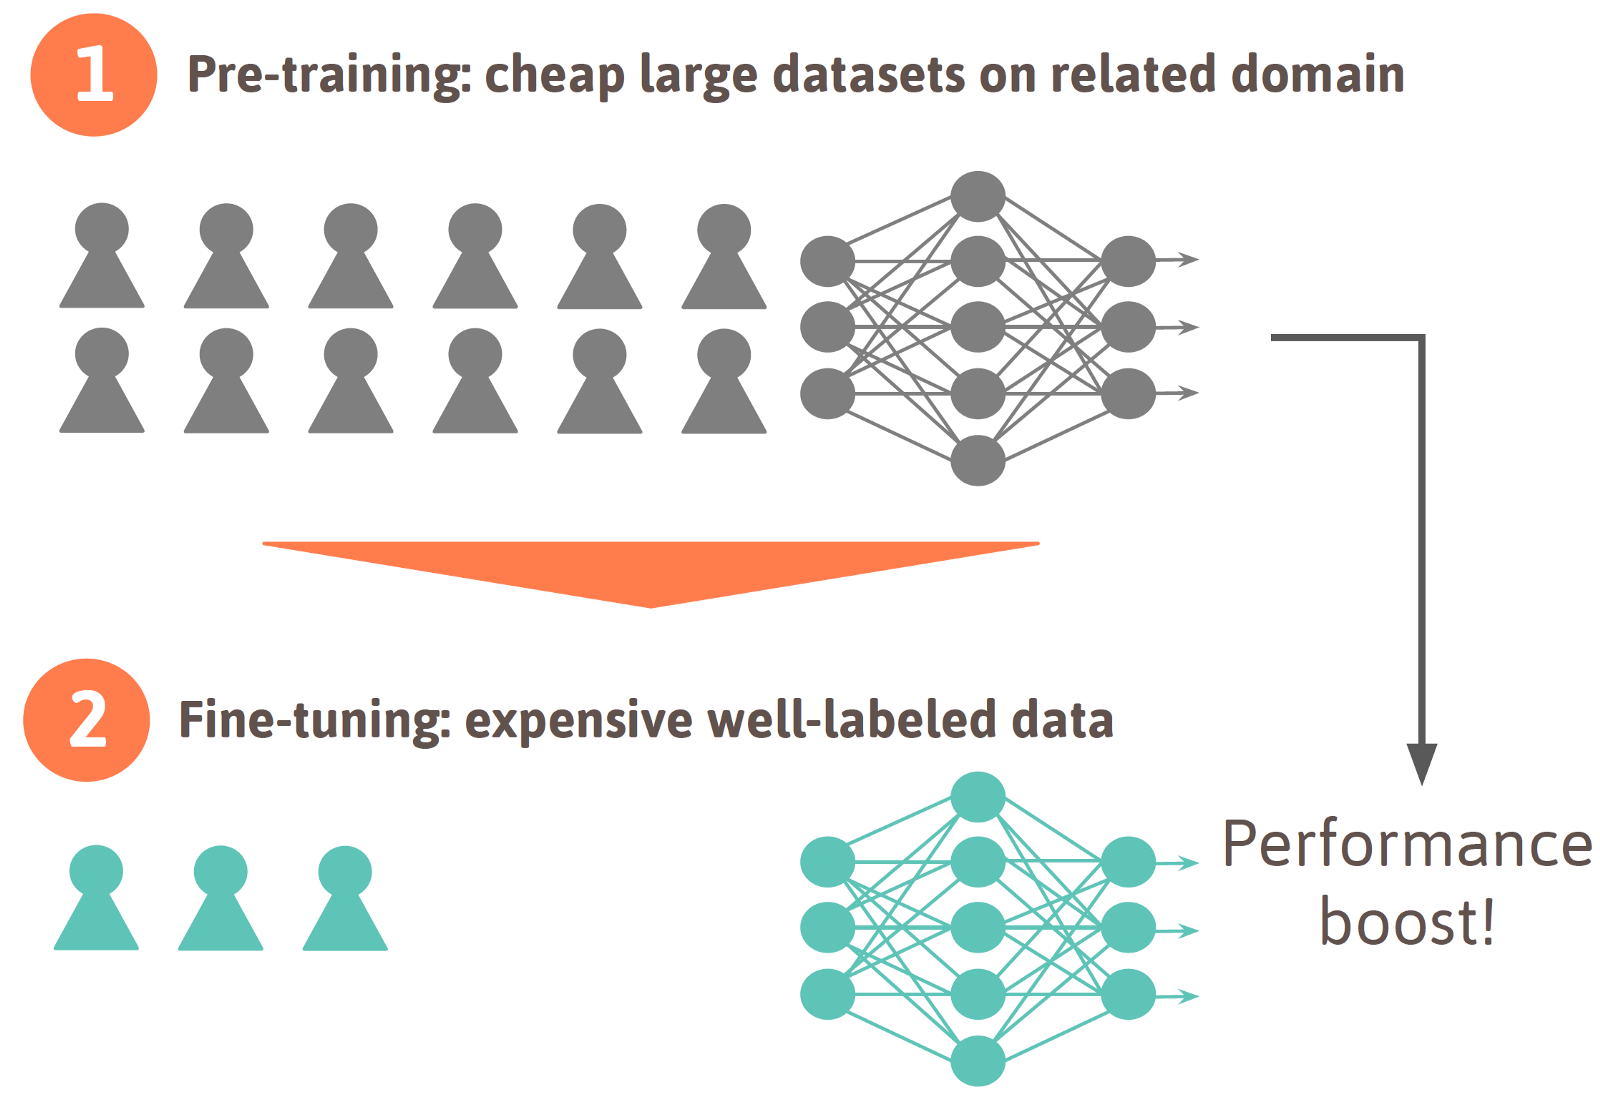 1
Pre-training: cheap large datasets on related domain
2
Fine-tuning: expensive well-labeled data
Performance
boost!